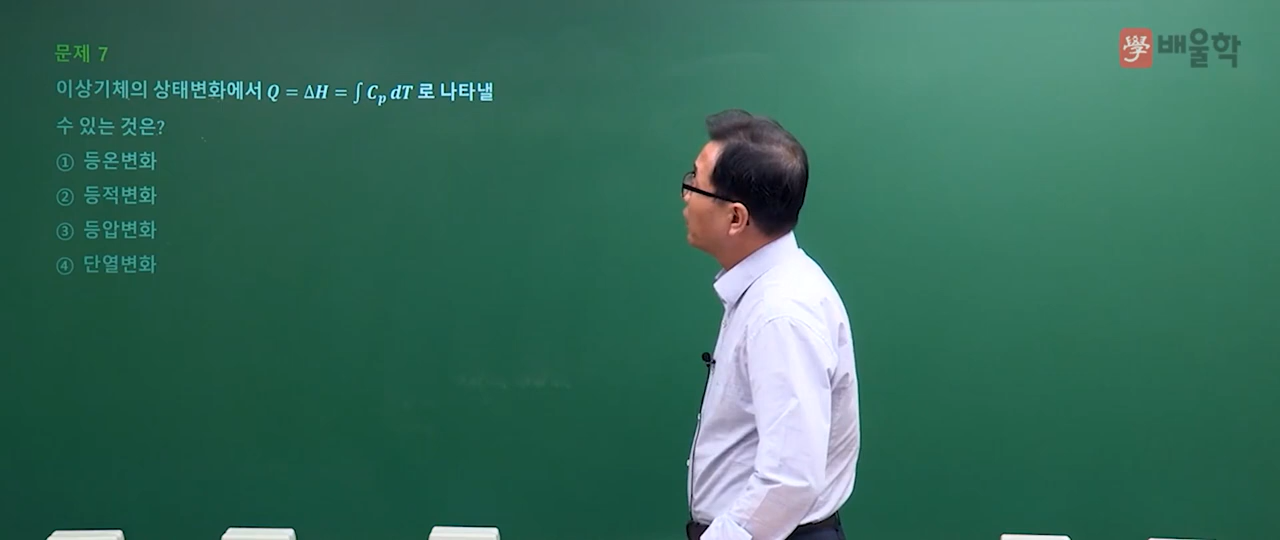 문제 7
學 배울학
이상기체의 상태변화에서 Q = ΔH = ∫ C_p dT 로 나타낼
수 있는 것은?
① 등온변화
② 등적변화
③ 등압변화
④ 단열변화